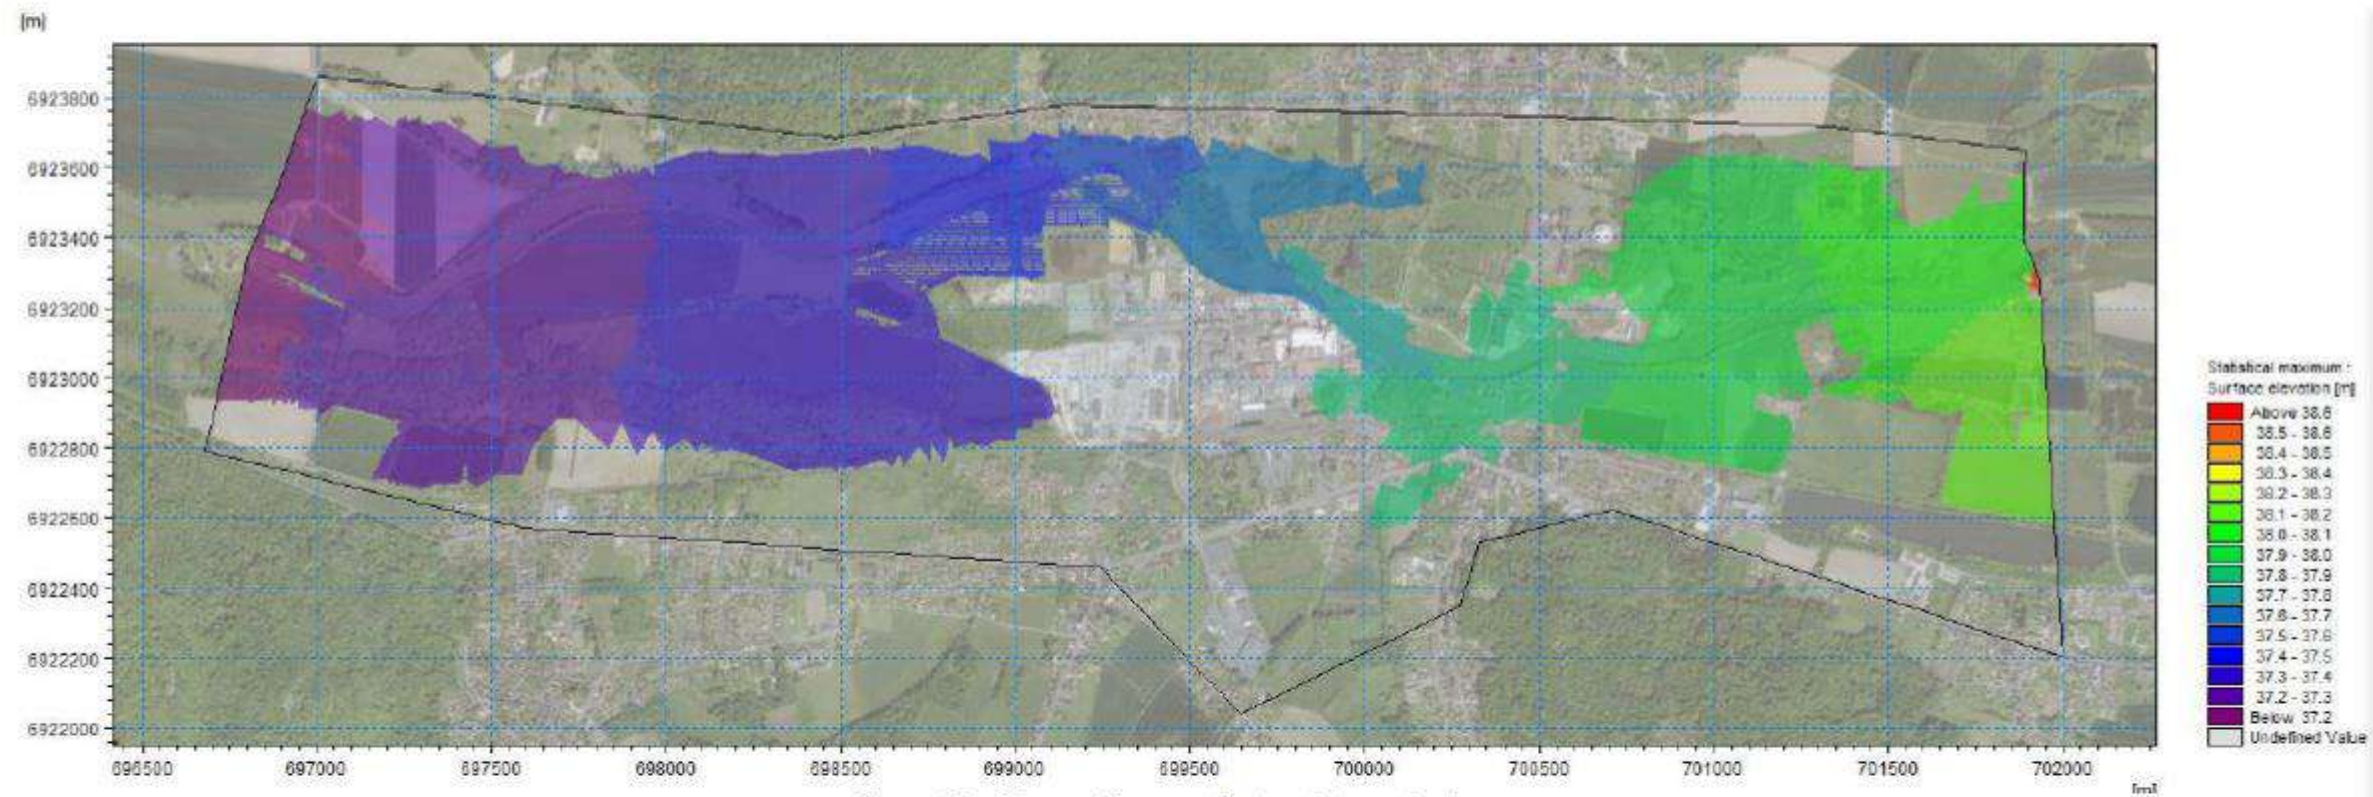 [m]
6923800
6923600
6923400
6923200
6923000
6922800
6922600
6922400
6922200
6922000
696500 697000 697500 698000 698500 699000 699500 700000 700500 701000 701500 702000
[m]
Statistical maximum :
Surface elevation [m]
Above 38.6
38.5 - 38.6
38.4 - 38.5
38.3 - 38.4
38.2 - 38.3
38.1 - 38.2
38.0 - 38.1
37.9 - 38.0
37.8 - 37.9
37.7 - 37.8
37.6 - 37.7
37.5 - 37.6
37.4 - 37.5
37.3 - 37.4
37.2 - 37.3
Below 37.2
Undefined Value